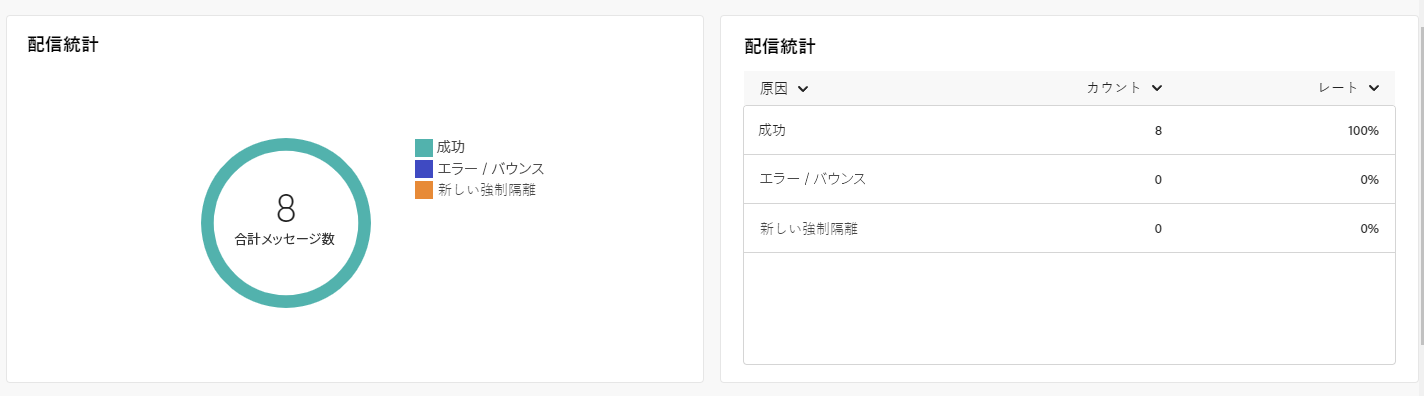 配信統計
8
合計メッセージ数
成功
エラー / バウンス
新しい強制隔離
配信統計
原因 カウント レート
成功 8 100%
エラー / バウンス 0 0%
新しい強制隔離 0 0%